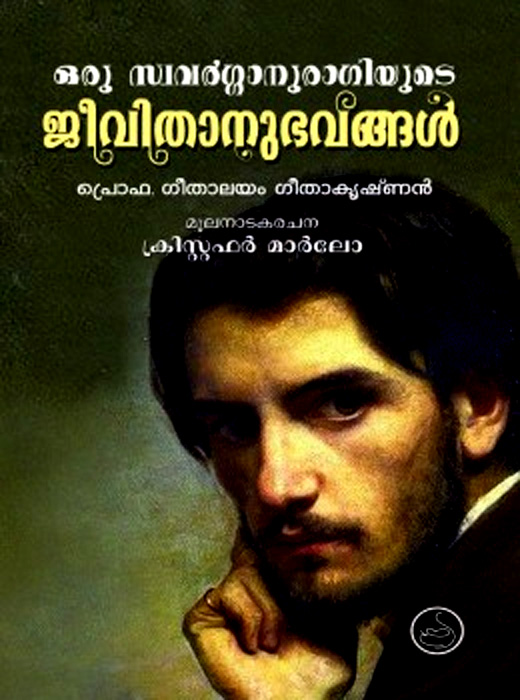 ഒരു സ്വവർഗ്ഗാനുരാഗിയുടെ
ജീവിതാനുഭവങ്ങൾ
പ്രൊഫ. ഗീതാലയം ഗീതാകൃഷ്ണൻ
മൂലനാടകരചന
ക്രിസ്റ്റഫർ മാർലോ